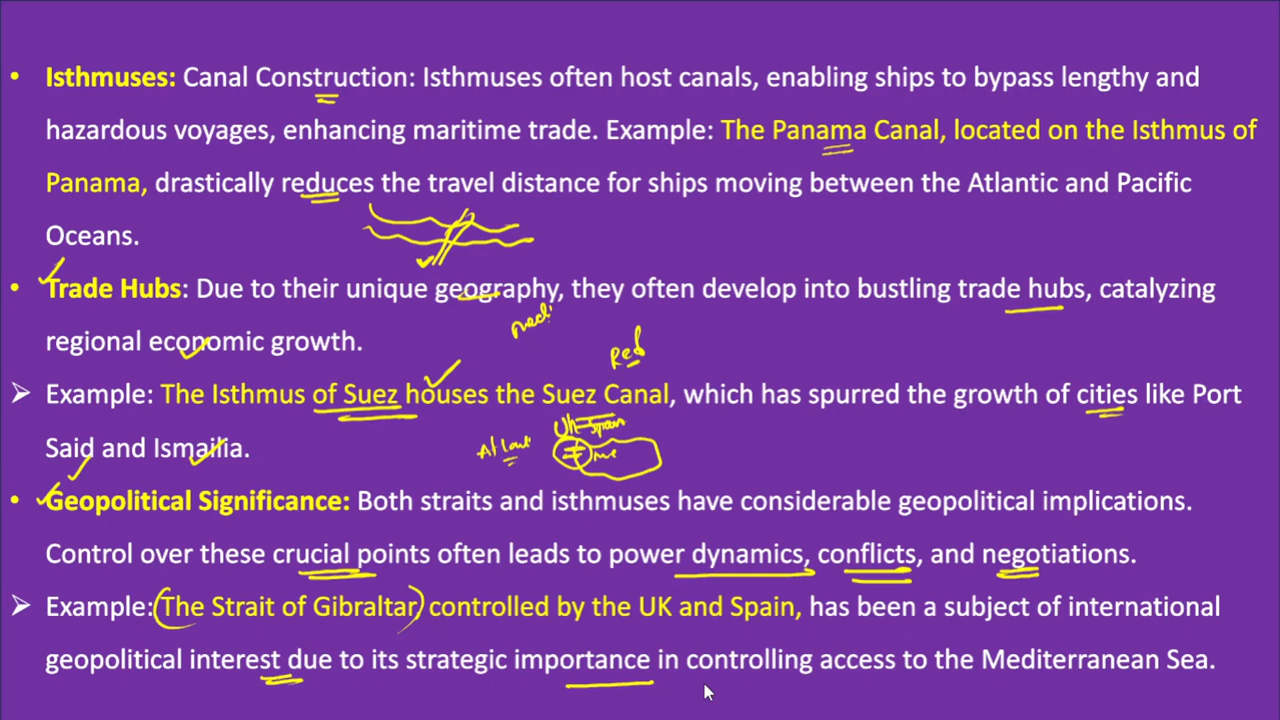 • Isthmuses: Canal Construction: Isthmuses often host canals, enabling ships to bypass lengthy and
hazardous voyages, enhancing maritime trade. Example: The Panama Canal, located on the Isthmus of
Panama, drastically reduces the travel distance for ships moving between the Atlantic and Pacific
Oceans.
• Trade Hubs: Due to their unique geography, they often develop into bustling trade hubs, catalyzing
regional economic growth.
Red
➢ Example: The Isthmus of Suez houses the Suez Canal, which has spurred the growth of cities like Port
UK Spain
Said and Ismailia.
• Geopolitical Significance: Both straits and isthmuses have considerable geopolitical implications.
Control over these crucial points often leads to power dynamics, conflicts, and negotiations.
➢ Example: The Strait of Gibraltar, controlled by the UK and Spain, has been a subject of international
geopolitical interest due to its strategic importance in controlling access to the Mediterranean Sea.